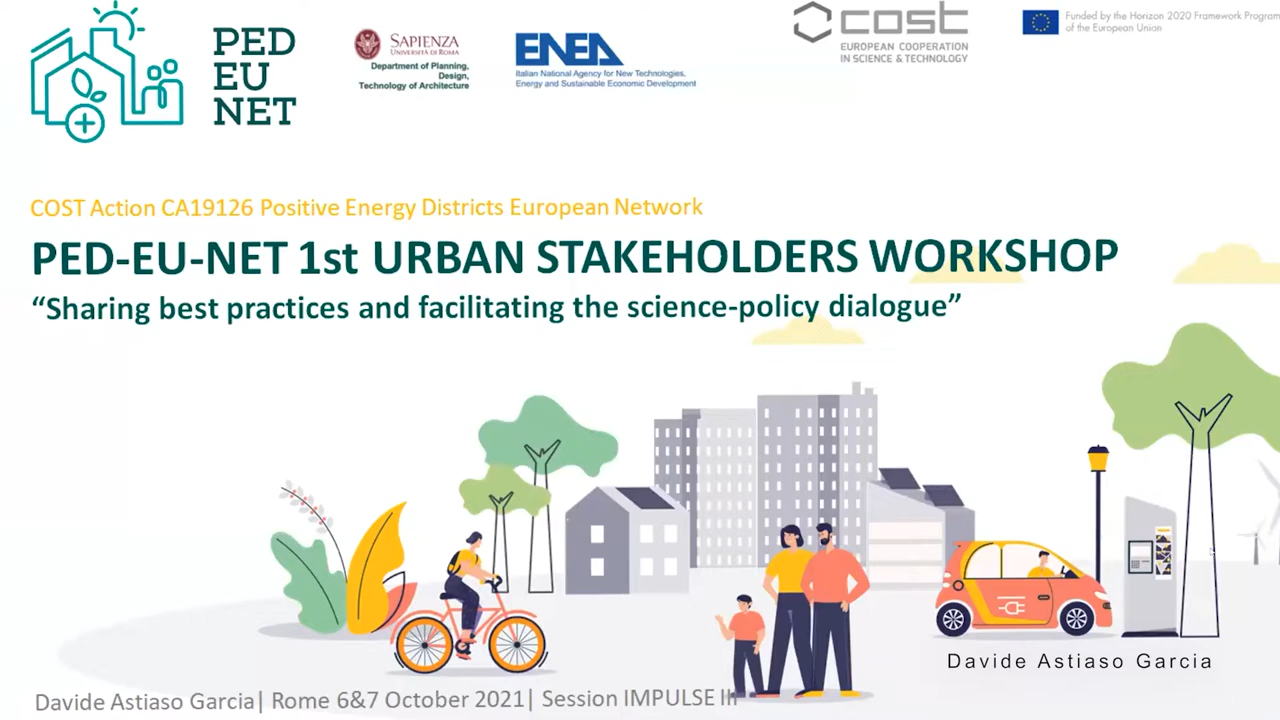 PED
EU
NET
SAPIENZA
UNIVERSITÀ DI ROMA
Department of Planning,
Design,
Technology of Architecture
ENEA
Italian National Agency for New Technologies,
Energy and Sustainable Economic Development
cost
EUROPEAN COOPERATION
IN SCIENCE & TECHNOLOGY
Funded by the Horizon 2020 Framework Program
of the European Union
COST Action CA19126 Positive Energy Districts European Network
PED-EU-NET 1st URBAN STAKEHOLDERS WORKSHOP
“Sharing best practices and facilitating the science-policy dialogue”
Davide Astiaso Garcia
Davide Astiaso Garcia| Rome 6&7 October 2021| Session IMPULSE III